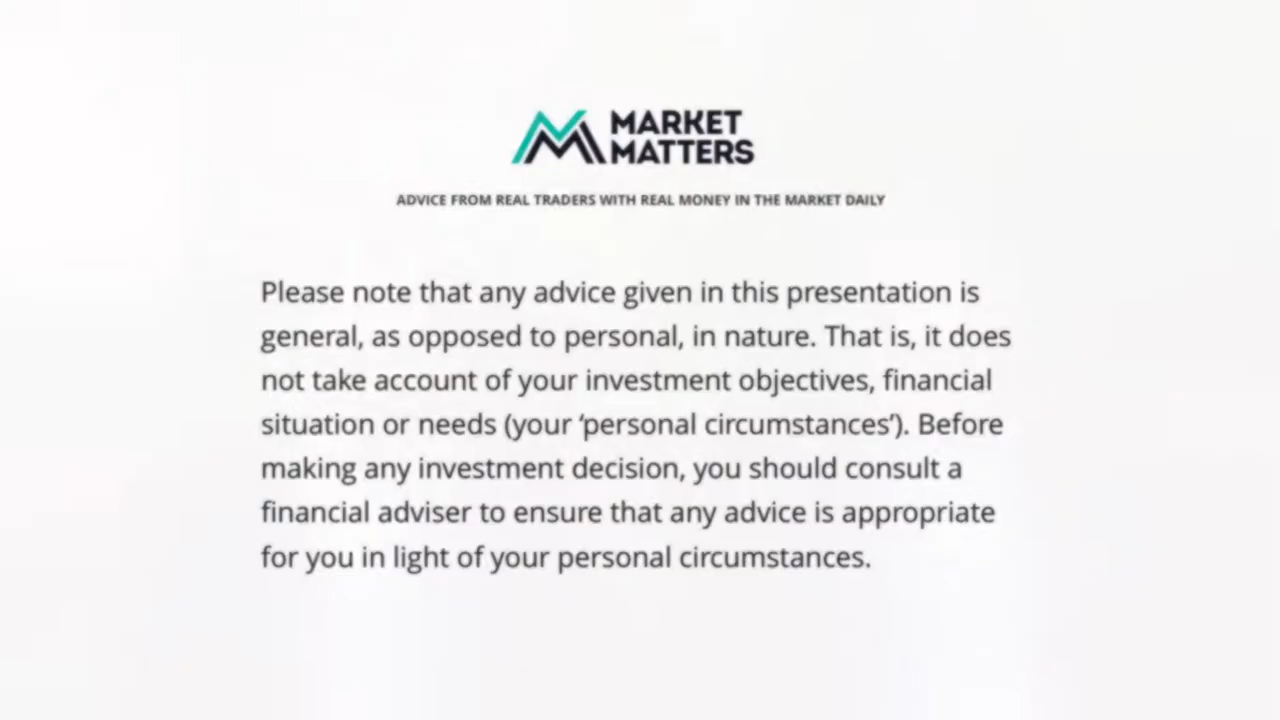 MARKET
MATTERS
ADVICE FROM REAL TRADERS WITH REAL MONEY IN THE MARKET DAILY
Please note that any advice given in this presentation is
general, as opposed to personal, in nature. That is, it does
not take account of your investment objectives, financial
situation or needs (your ‘personal circumstances’). Before
making any investment decision, you should consult a
financial adviser to ensure that any advice is appropriate
for you in light of your personal circumstances.